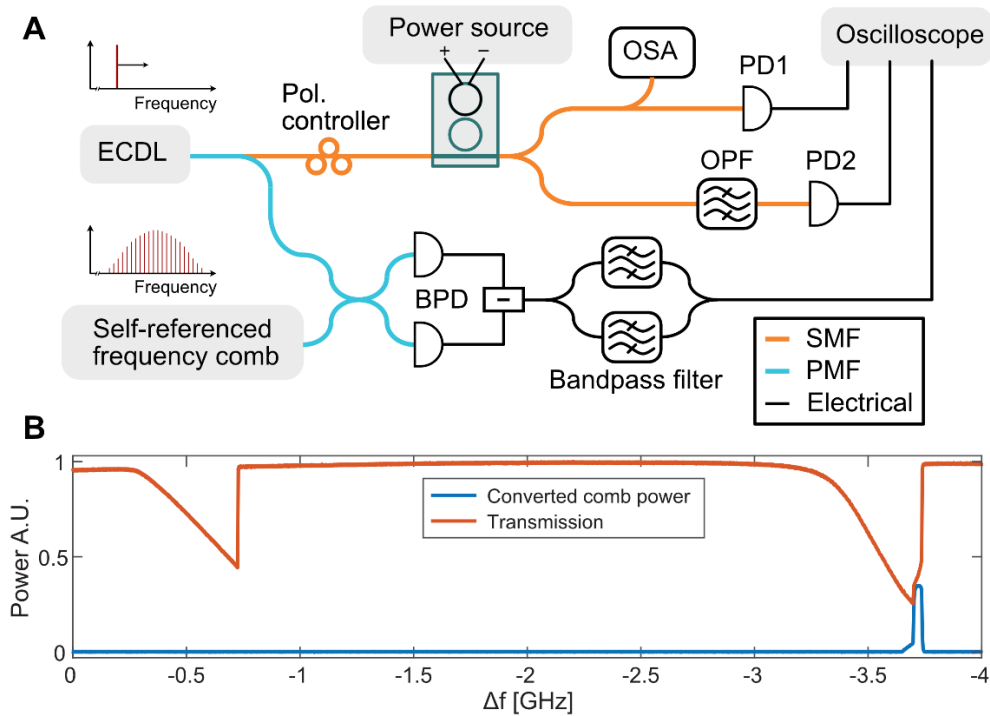 A
Power source
+ −
OSA
Oscilloscope
PD1
Frequency
Pol.
controller
ECDL
OPF
PD2
Frequency
BPD
-
Self-referenced
frequency comb
Bandpass filter
SMF
PMF
Electrical
B
1
0.5
0
Power A.U.
Converted comb power
Transmission
0 -0.5 -1 -1.5 -2 -2.5 -3 -3.5 -4
Δf [GHz]